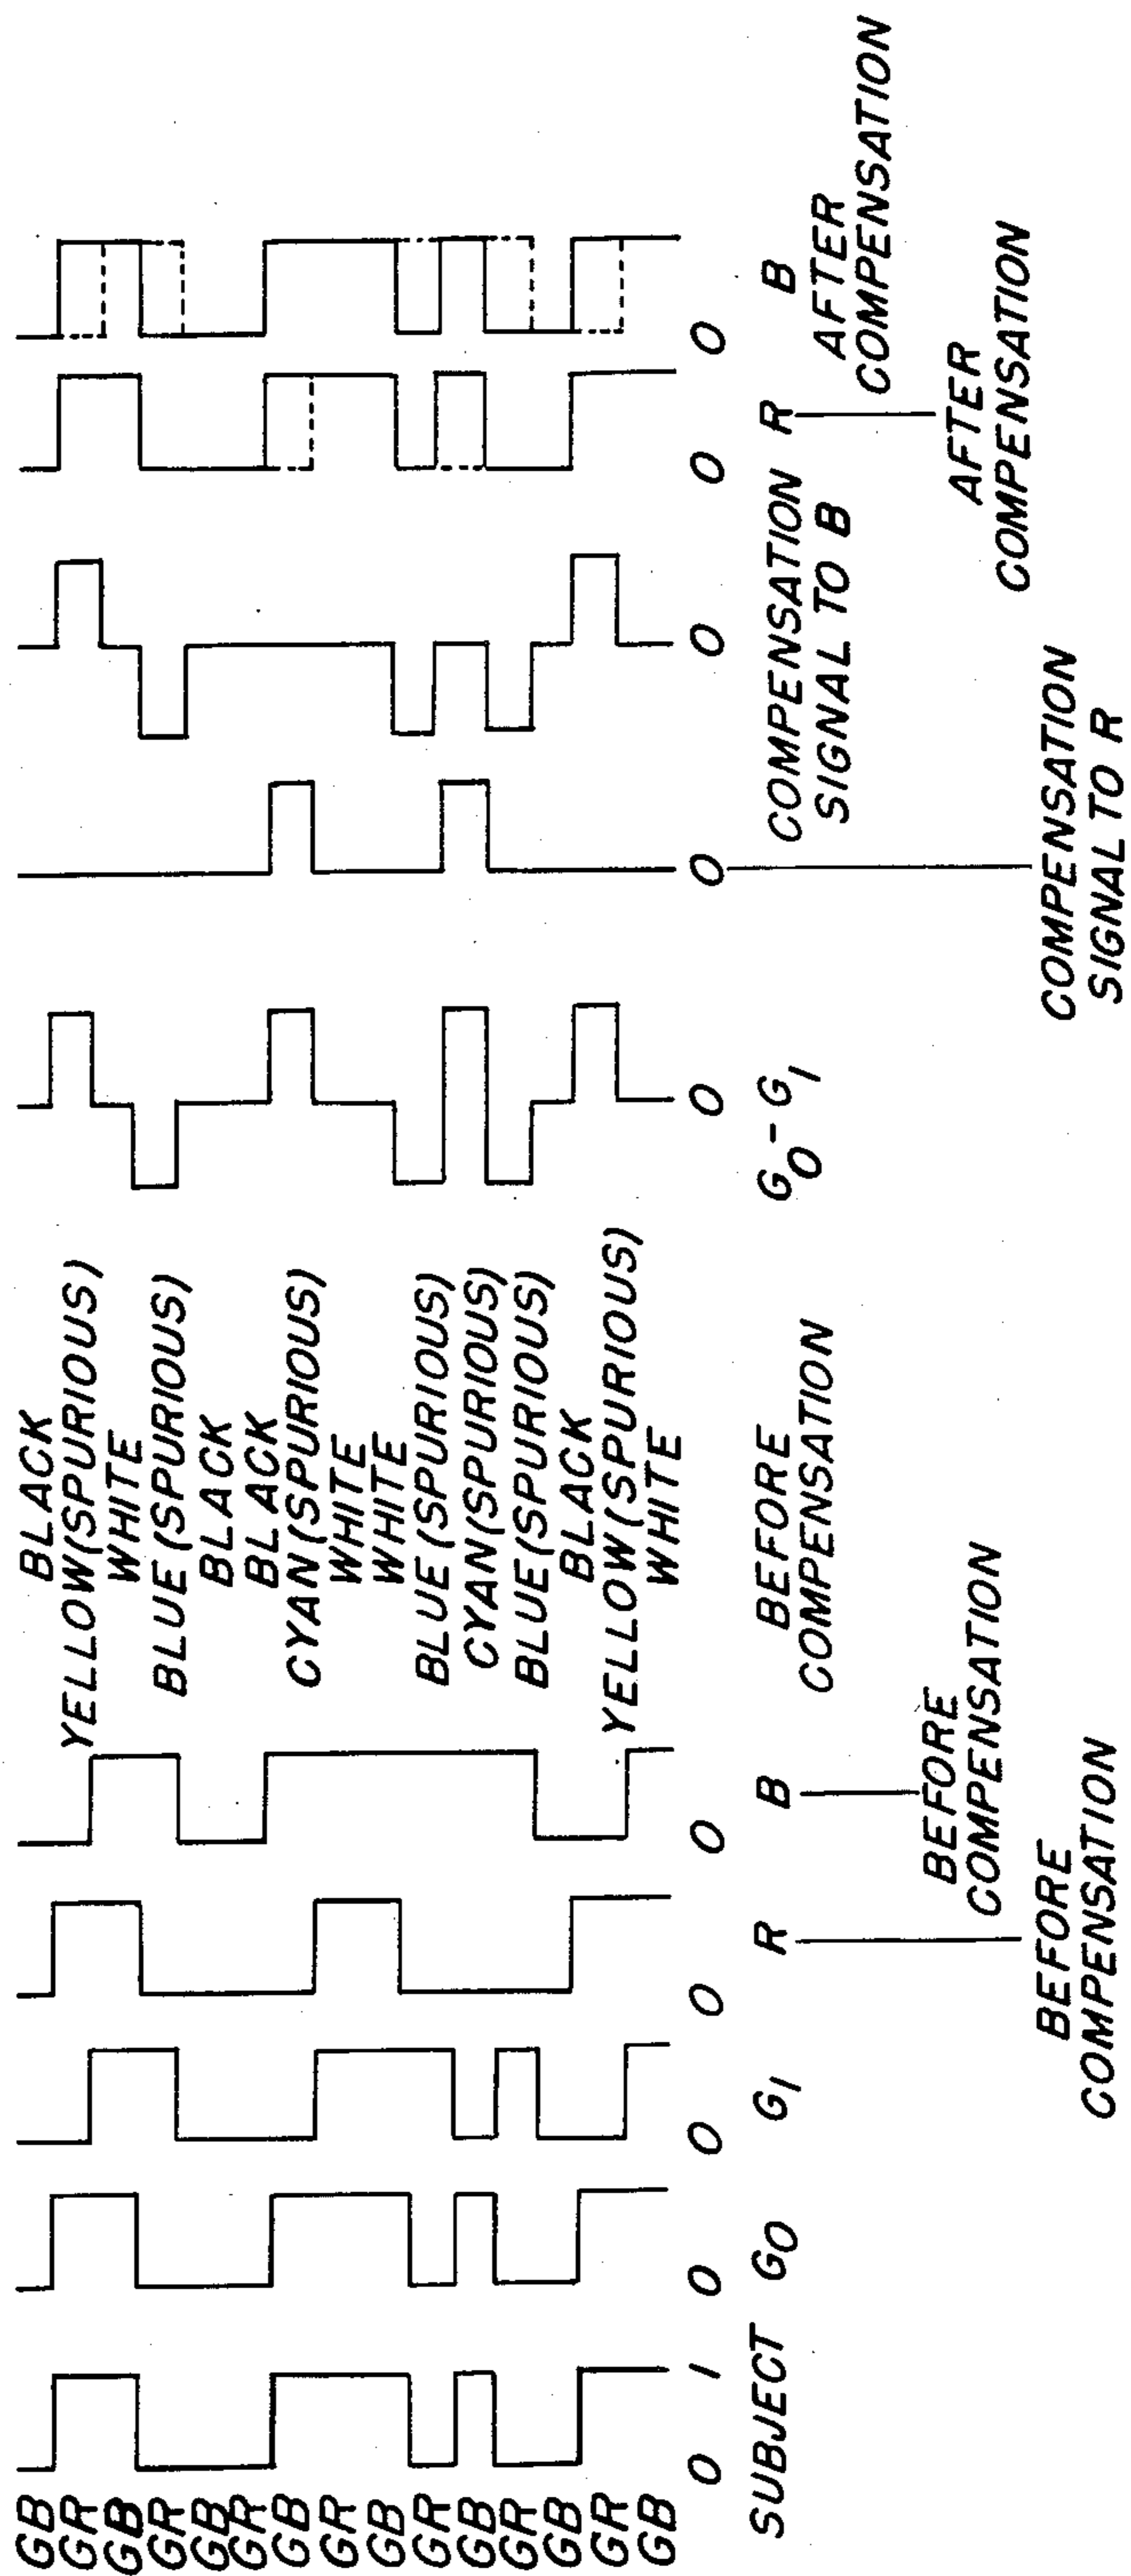 GB
GR
GB
GR
GB
GR
GB
GR
GB
GR
GB
GR
GB
GR
GB
0 1
SUBJECT
0
G0
0
G1
0
R
BEFORE
COMPENSATION
0
B
BEFORE
COMPENSATION
BLACK
YELLOW(SPURIOUS)
WHITE
BLUE(SPURIOUS)
BLACK
BLACK
CYAN(SPURIOUS)
WHITE
WHITE
BLUE(SPURIOUS)
CYAN(SPURIOUS)
BLUE(SPURIOUS)
BLACK
YELLOW(SPURIOUS)
WHITE
BEFORE
COMPENSATION
0
G0-G1
0
COMPENSATION
SIGNAL TO R
0
COMPENSATION
SIGNAL TO B
0
R
AFTER
COMPENSATION
0
B
AFTER
COMPENSATION